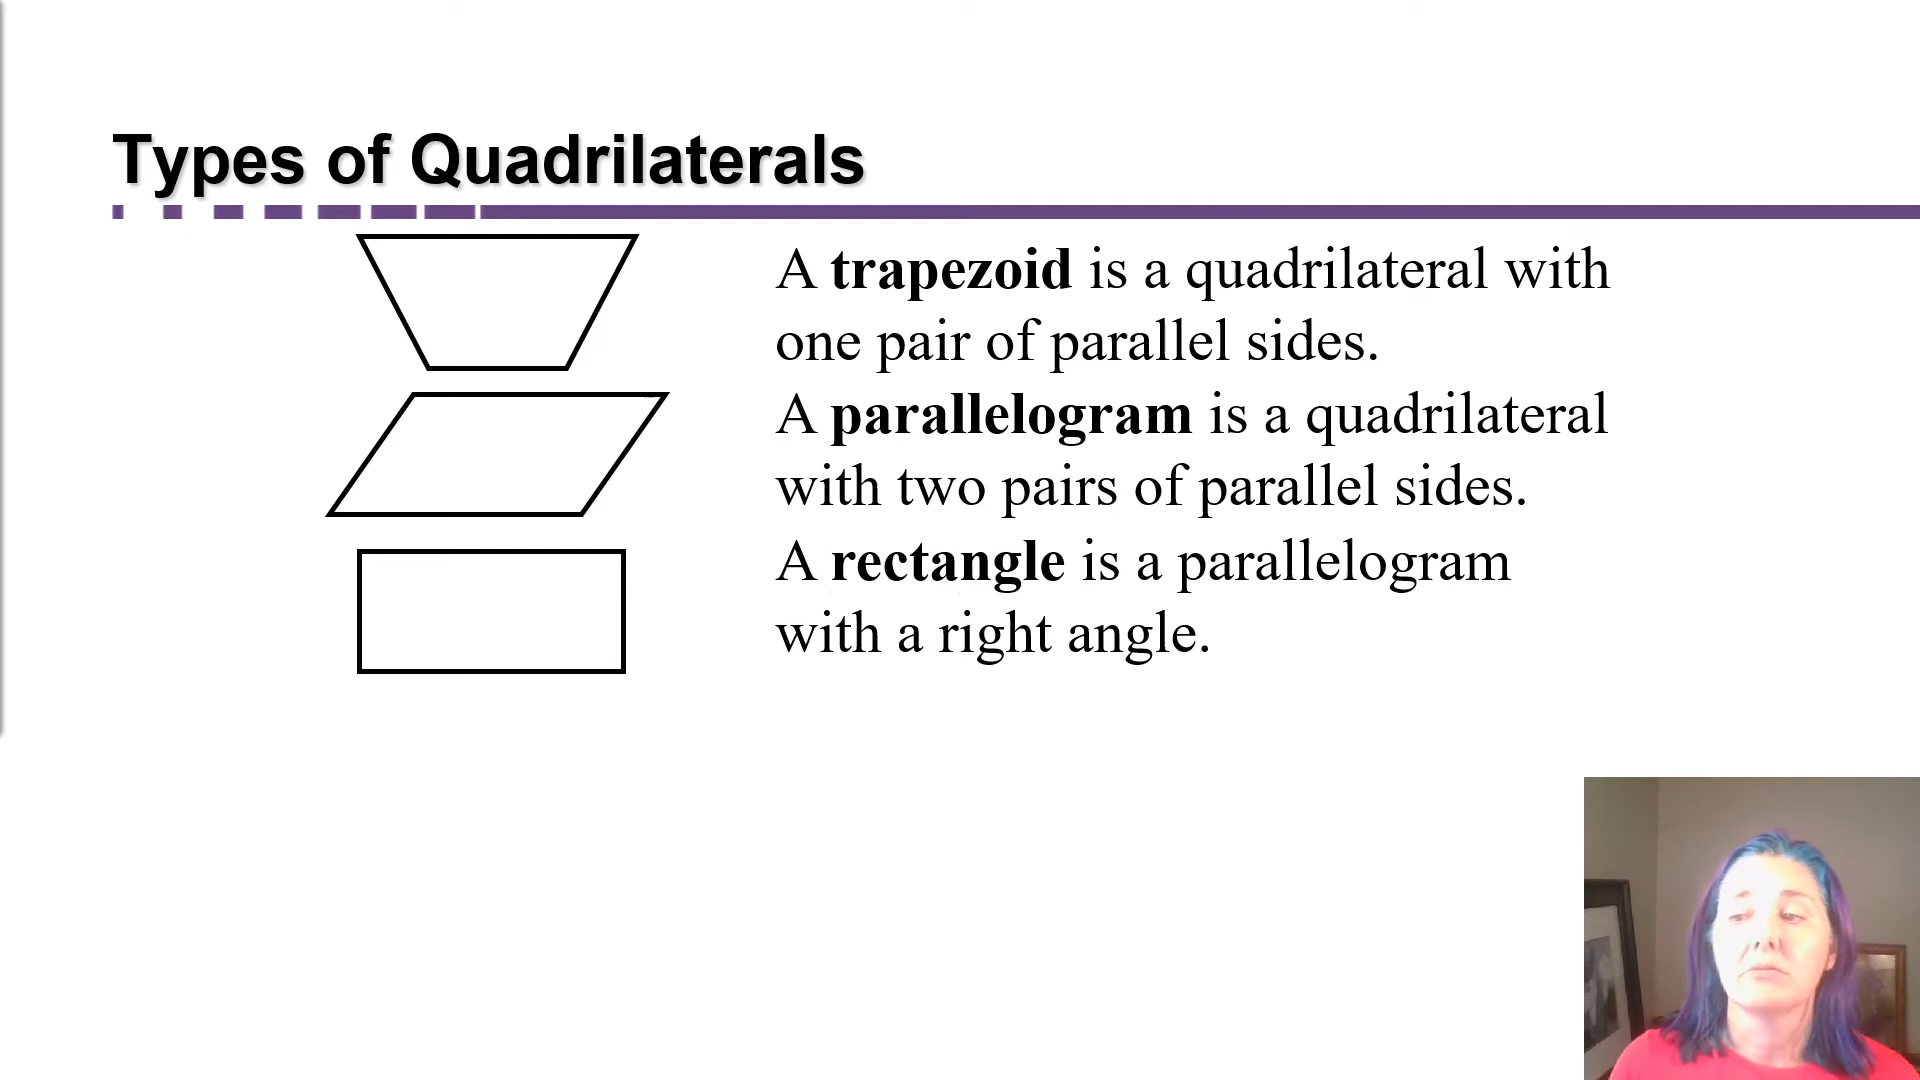 Types of Quadrilaterals
A trapezoid is a quadrilateral with
one pair of parallel sides.
A parallelogram is a quadrilateral
with two pairs of parallel sides.
A rectangle is a parallelogram
with a right angle.